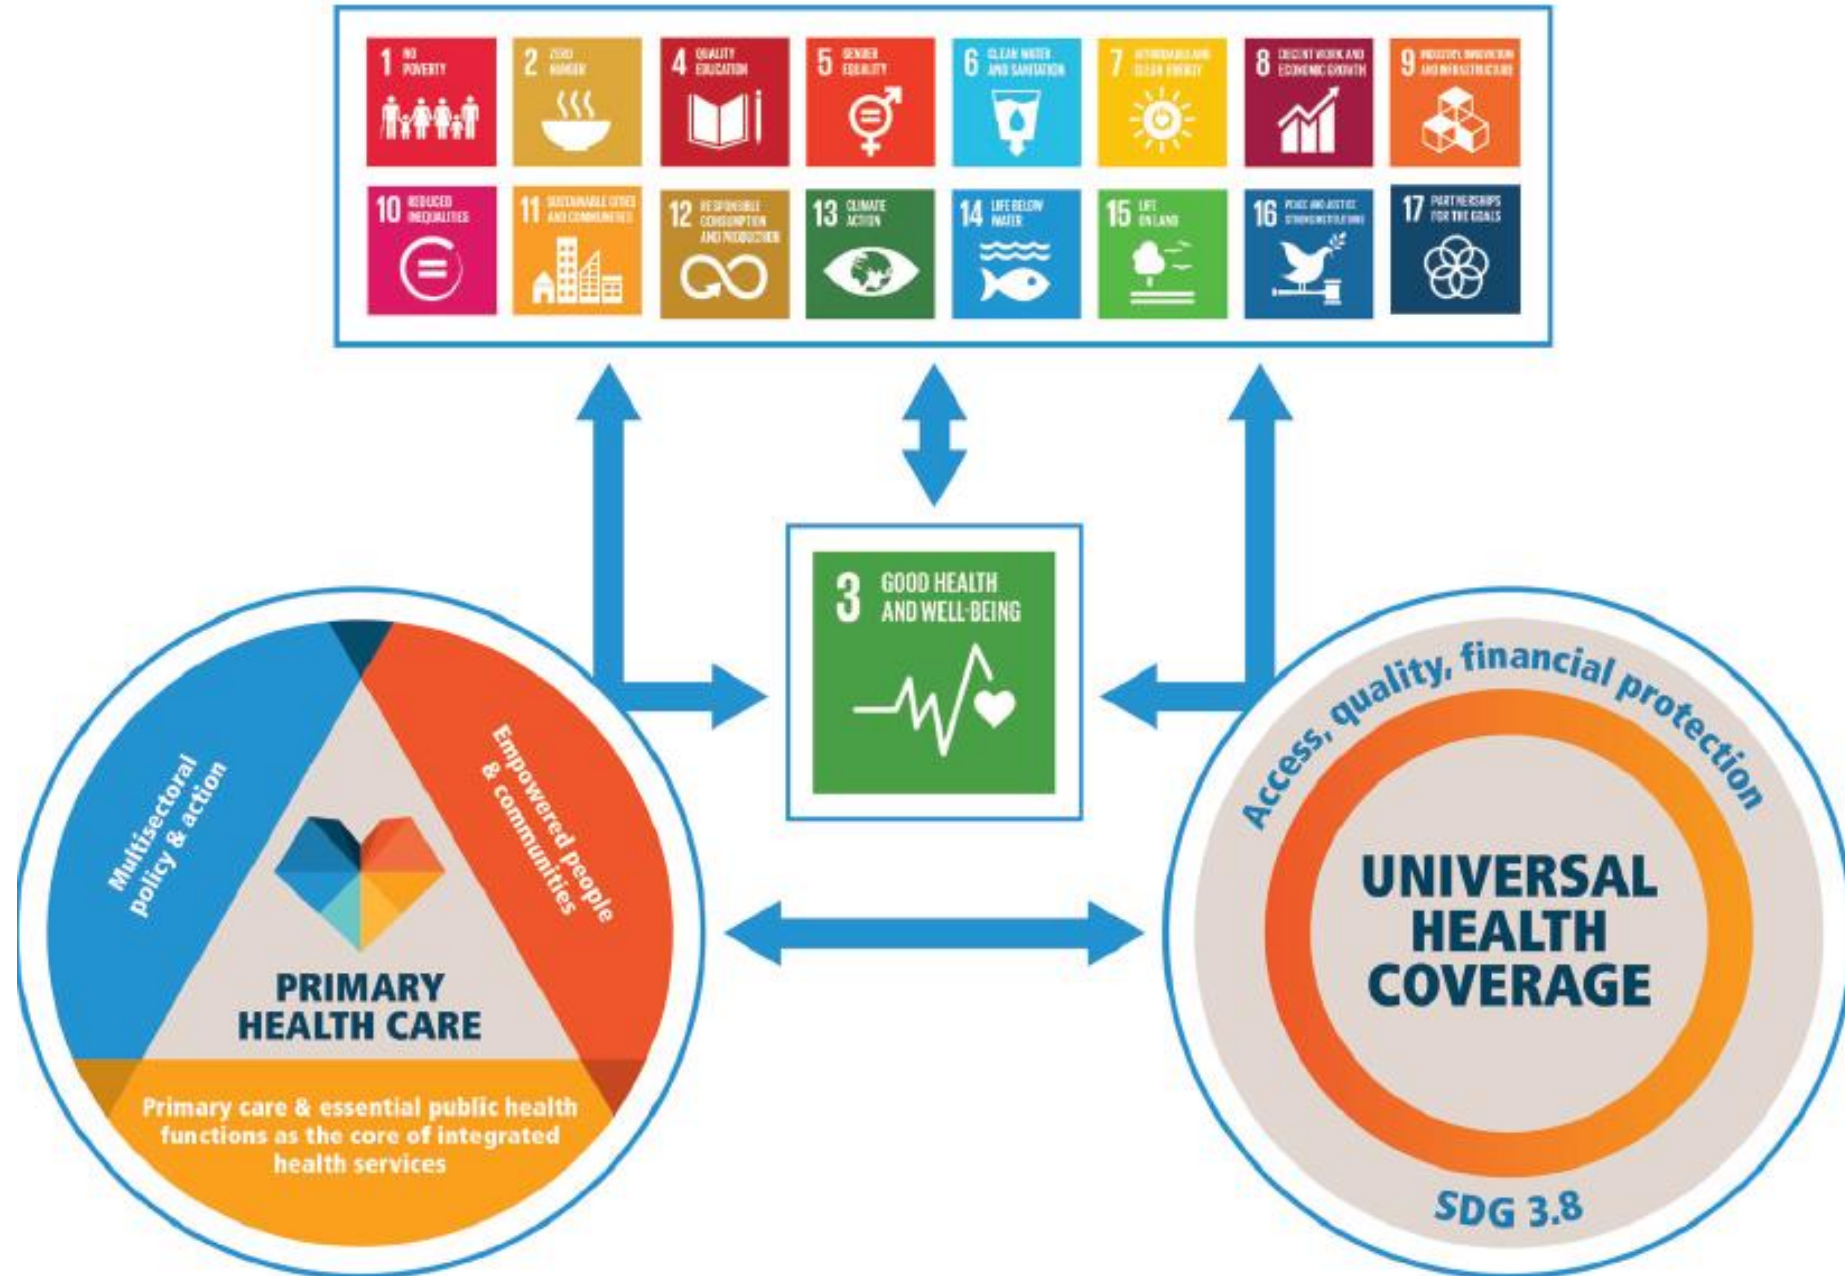 1 NO
POVERTY
2 ZERO
HUNGER
4 QUALITY
EDUCATION
5 GENDER
EQUALITY
6 CLEAN WATER
AND SANITATION
7 AFFORDABLE AND
CLEAN ENERGY
8 DECENT WORK AND
ECONOMIC GROWTH
9 INDUSTRY, INNOVATION
AND INFRASTRUCTURE
10 REDUCED
INEQUALITIES
11 SUSTAINABLE CITIES
AND COMMUNITIES
12 RESPONSIBLE
CONSUMPTION
AND PRODUCTION
13 CLIMATE
ACTION
14 LIFE BELOW
WATER
15 LIFE
ON LAND
16 PEACE AND JUSTICE
STRONG INSTITUTIONS
17 PARTNERSHIPS
FOR THE GOALS
3 GOOD HEALTH
AND WELL-BEING
Multisectoral
policy & action
Empowered people
& communities
PRIMARY
HEALTH CARE
Primary care & essential public health
functions as the core of integrated
health services
Access, quality, financial protection
UNIVERSAL
HEALTH
COVERAGE
SDG 3.8